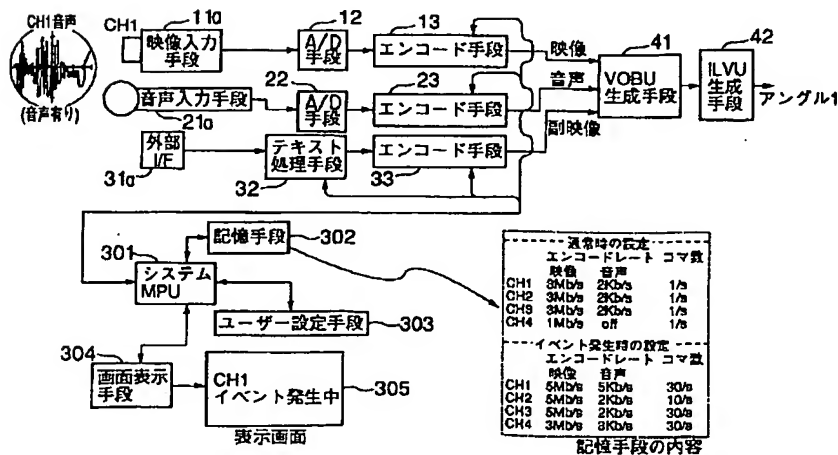 CH1音声
(音声有り)
CH1
11a
映像入力
手段
12
A/D
手段
13
エンコード手段
映像
21a
音声入力手段
22
A/D
手段
23
エンコード手段
音声
31a
外部
I/F
32
テキスト
処理手段
33
エンコード手段
副映像
41
VOBU
生成手段
42
ILVU
生成
手段
アングル1
301
システム
MPU
302
記憶手段
303
ユーザー設定手段
304
画面表示
手段
305
CH1
イベント発生中
表示画面
通常時の設定
エンコードレート コマ数
映像 音声
CH1 3Mb/s 2Kb/s 1/s
CH2 3Mb/s 2Kb/s 1/s
CH3 3Mb/s 2Kb/s 1/s
CH4 1Mb/s off 1/s
イベント発生時の設定
エンコードレート コマ数
映像 音声
CH1 5Mb/s 5Kb/s 30/s
CH2 5Mb/s 2Kb/s 10/s
CH3 5Mb/s 2Kb/s 30/s
CH4 3Mb/s 3Kb/s 30/s
記憶手段の内容